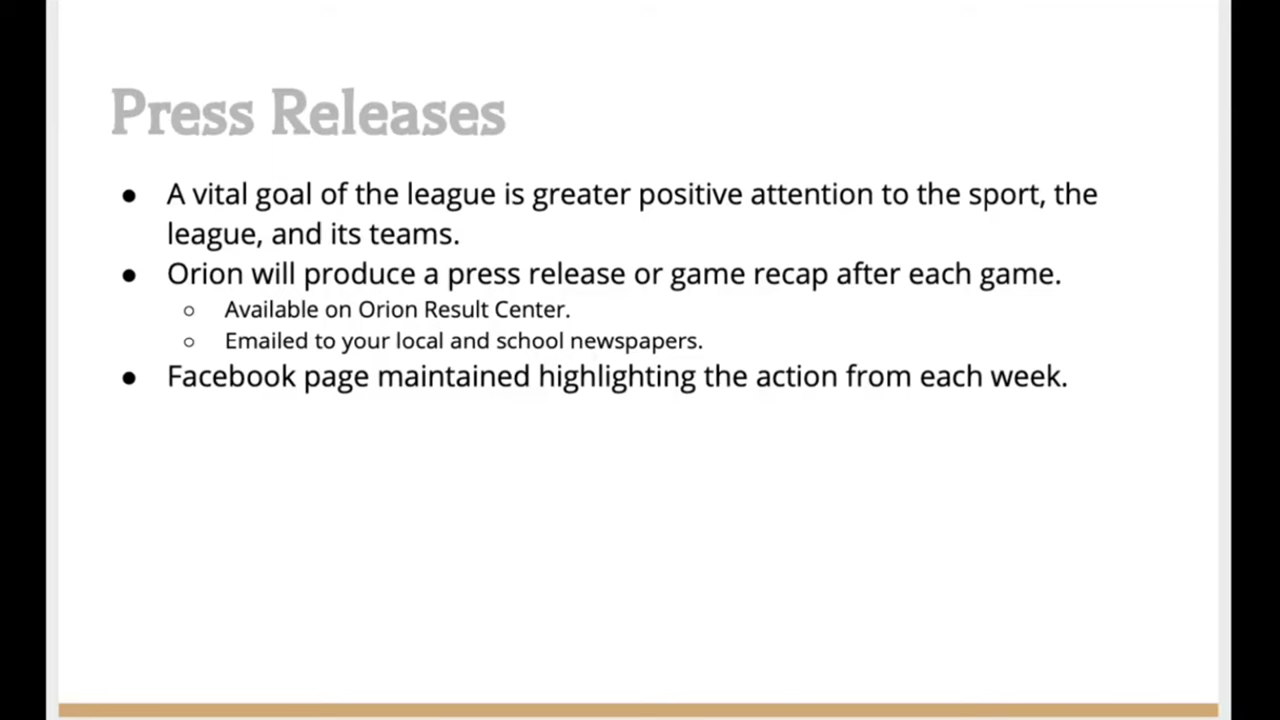 Press Releases
● A vital goal of the league is greater positive attention to the sport, the
league, and its teams.
● Orion will produce a press release or game recap after each game.
○ Available on Orion Result Center.
○ Emailed to your local and school newspapers.
● Facebook page maintained highlighting the action from each week.